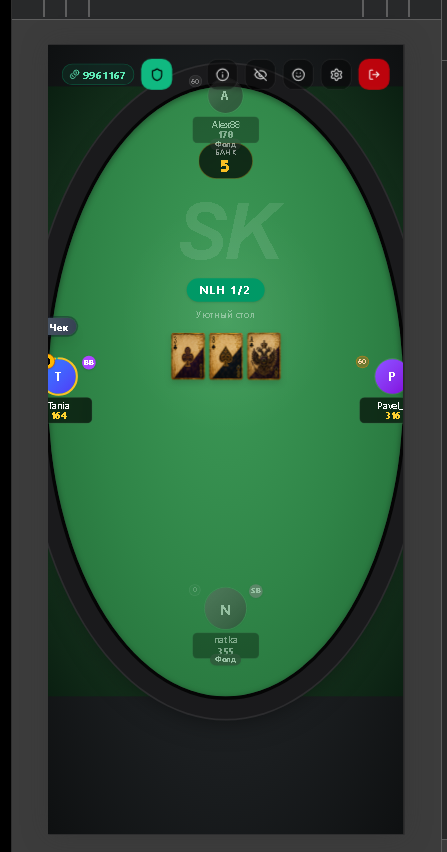 9961167
60
A
Alex88
178
Фолд
БАНК
5
SK
NLH 1/2
Уютный стол
Чек
T
BB
Tania
164
60
P
Pavel_
316
0
SB
N
natka
355
Фолд